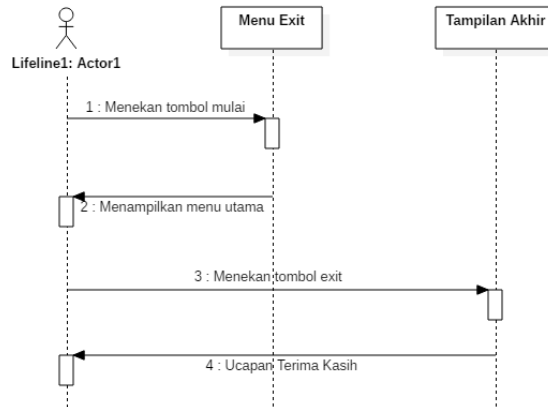 Menu Exit
Tampilan Akhir
Lifeline1: Actor1
1 : Menekan tombol mulai
2 : Menampilkan menu utama
3 : Menekan tombol exit
4 : Ucapan Terima Kasih